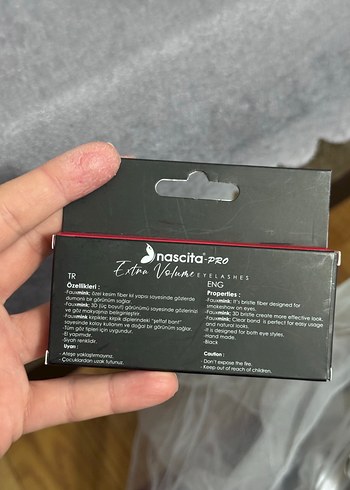 nascita-PRO
Extra Volume EYELASHES
TR
Özellikleri :
-Fauxmink; özel kesim fiber kıl yapısı sayesinde gözlerde
dumanlı bir görünüm sağlar.
-Fauxmink; 3D (üç boyut) görünümü sayesinde görünümünüzü
ve göz makyajınızı belirginleştirir.
-Fauxmink kirpikler; kirpik diplerindeki "şeffaf bant"
sayesinde kolay kullanım ve doğal bir görünüm sağlar.
-Tüm göz tipleri için uygundur.
-El yapımıdır.
-Siyah renklidir.
Uyarı :
- Ateşe yaklaştırmayınız.
- Çocuklardan uzak tutunuz.
ENG
Properties :
-Fauxmink; It's bristle fiber designed for
smokeshow on eyes.
-Fauxmink; 3D bristle create more effective look.
-Fauxmink; Clear band is perfect for easy usage
and natural looks.
-It is designed for both eye styles.
-Hand made.
-Black
Caution :
- Don't expose the fire.
- Keep out of reach of children.